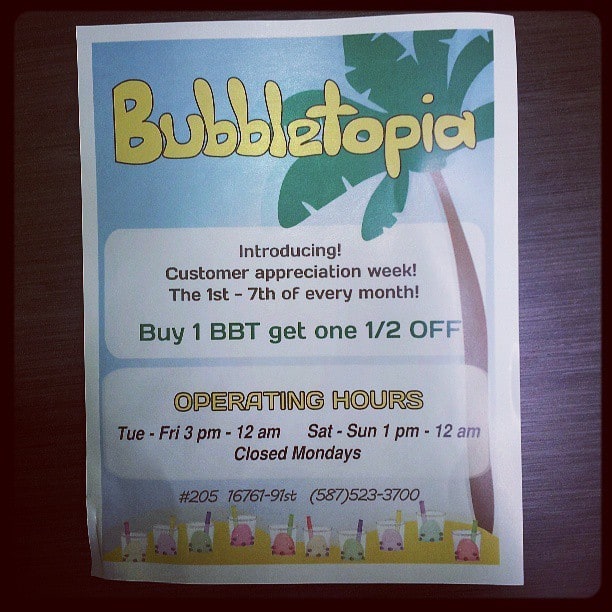 Bubbletopia
Introducing!
Customer appreciation week!
The 1st - 7th of every month!
Buy 1 BBT get one 1/2 OFF
OPERATING HOURS
Tue - Fri 3 pm - 12 am Sat - Sun 1 pm - 12 am
Closed Mondays
#205 16761-91st (587)523-3700